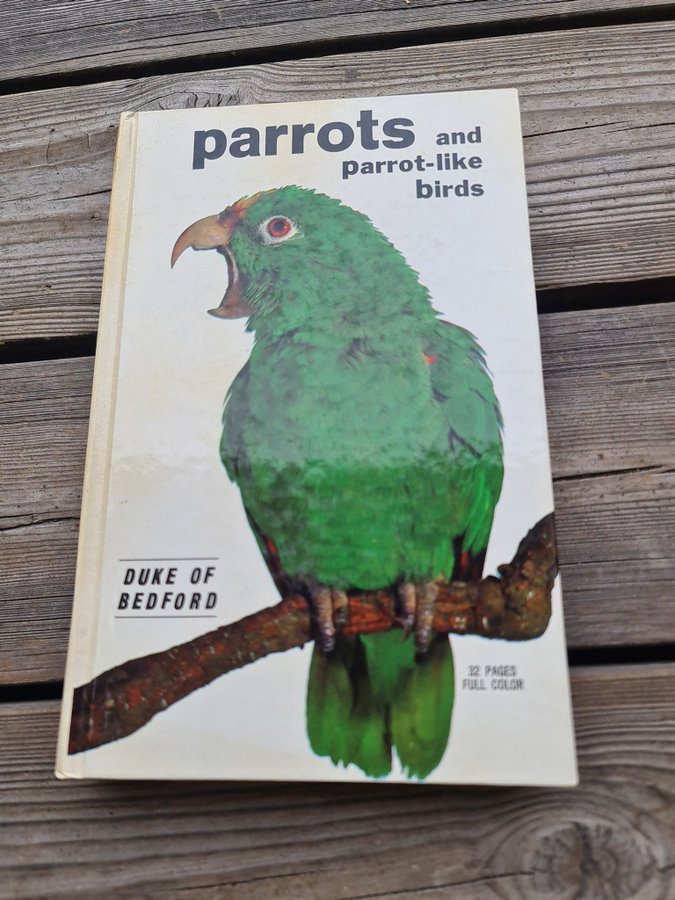 parrots and
parrot-like
birds
DUKE OF
BEDFORD
32 PAGES
FULL COLOR